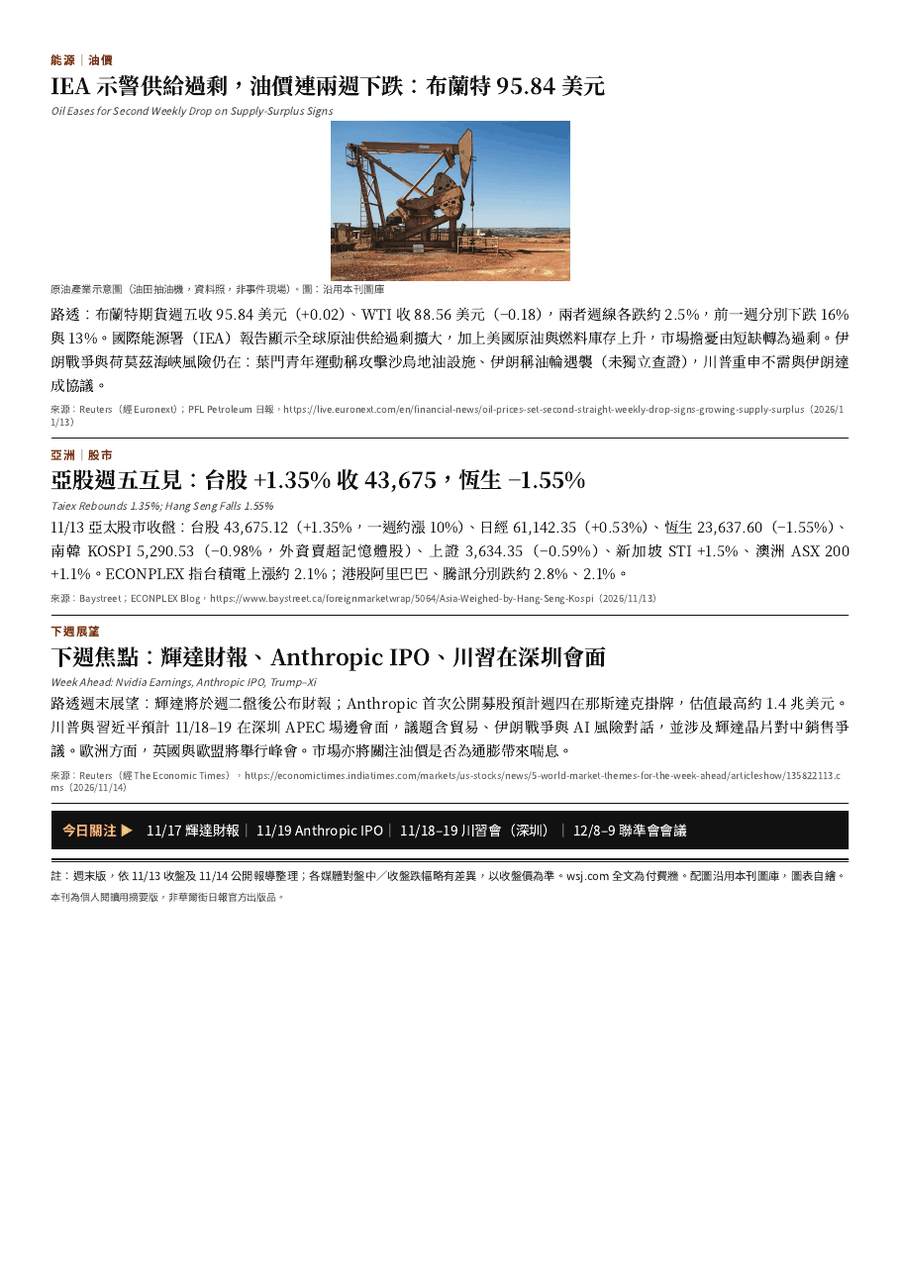 能源｜油價
IEA 示警供給過剩，油價連兩週下跌：布蘭特 95.84 美元
Oil Eases for Second Weekly Drop on Supply-Surplus Signs
原油產業示意圖（油田抽油機，資料照，非事件現場）。圖：沿用本刊圖庫
路透：布蘭特期貨週五收 95.84 美元（+0.02）、WTI 收 88.56 美元（−0.18），兩者週線各跌約 2.5%，前一週分別下跌 16%
與 13%。國際能源署（IEA）報告顯示全球原油供給過剩擴大，加上美國原油與燃料庫存上升，市場擔憂由短缺轉為過剩。伊
朗戰爭與荷莫茲海峽風險仍在：葉門青年運動稱攻擊沙烏地油設施、伊朗稱油輪遇襲（未獨立查證），川普重申不需與伊朗達
成協議。
來源：Reuters（經 Euronext）；PFL Petroleum 日報，https://live.euronext.com/en/financial-news/oil-prices-set-second-straight-weekly-drop-signs-growing-supply-surplus（2026/1
1/13）
亞洲｜股市
亞股週五互見：台股 +1.35% 收 43,675，恆生 −1.55%
Taiex Rebounds 1.35%; Hang Seng Falls 1.55%
11/13 亞太股市收盤：台股 43,675.12（+1.35%，一週約漲 10%）、日經 61,142.35（+0.53%）、恆生 23,637.60（−1.55%）、
南韓 KOSPI 5,290.53（−0.98%，外資賣超記憶體股）、上證 3,634.35（−0.59%）、新加坡 STI +1.5%、澳洲 ASX 200
+1.1%。ECONPLEX 指台積電上漲約 2.1%；港股阿里巴巴、騰訊分別跌約 2.8%、2.1%。
來源：Baystreet；ECONPLEX Blog，https://www.baystreet.ca/foreignmarketwrap/5064/Asia-Weighed-by-Hang-Seng-Kospi（2026/11/13）
下週展望
下週焦點：輝達財報、Anthropic IPO、川習在深圳會面
Week Ahead: Nvidia Earnings, Anthropic IPO, Trump–Xi
路透週末展望：輝達將於週二盤後公布財報；Anthropic 首次公開募股預計週四在那斯達克掛牌，估值最高約 1.4 兆美元。
川普與習近平預計 11/18–19 在深圳 APEC 場邊會面，議題含貿易、伊朗戰爭與 AI 風險對話，並涉及輝達晶片對中銷售爭
議。歐洲方面，英國與歐盟將舉行峰會。市場亦將關注油價是否為通膨帶來喘息。
來源：Reuters（經 The Economic Times），https://economictimes.indiatimes.com/markets/us-stocks/news/5-world-market-themes-for-the-week-ahead/articleshow/135822113.c
ms（2026/11/14）
今日關注 ▶ 11/17 輝達財報｜ 11/19 Anthropic IPO｜ 11/18–19 川習會（深圳）｜ 12/8–9 聯準會會議
註：週末版，依 11/13 收盤及 11/14 公開報導整理；各媒體對盤中／收盤跌幅略有差異，以收盤價為準。wsj.com 全文為付費牆。配圖沿用本刊圖庫，圖表自繪。
本刊為個人閱讀用摘要版，非華爾街日報官方出版品。